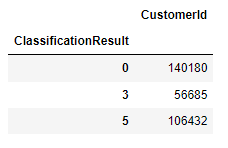 CustomerId
ClassificationResult
0 140180
3 56685
5 106432